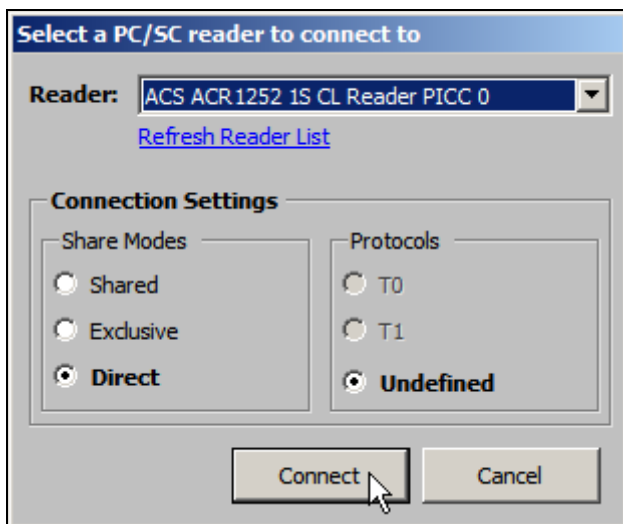 Select a PC/SC reader to connect to
Reader: ACS ACR1252 1S CL Reader PICC 0
Refresh Reader List
Connection Settings
Share Modes
Shared
Exclusive
Direct
Protocols
T0
T1
Undefined
Connect Cancel